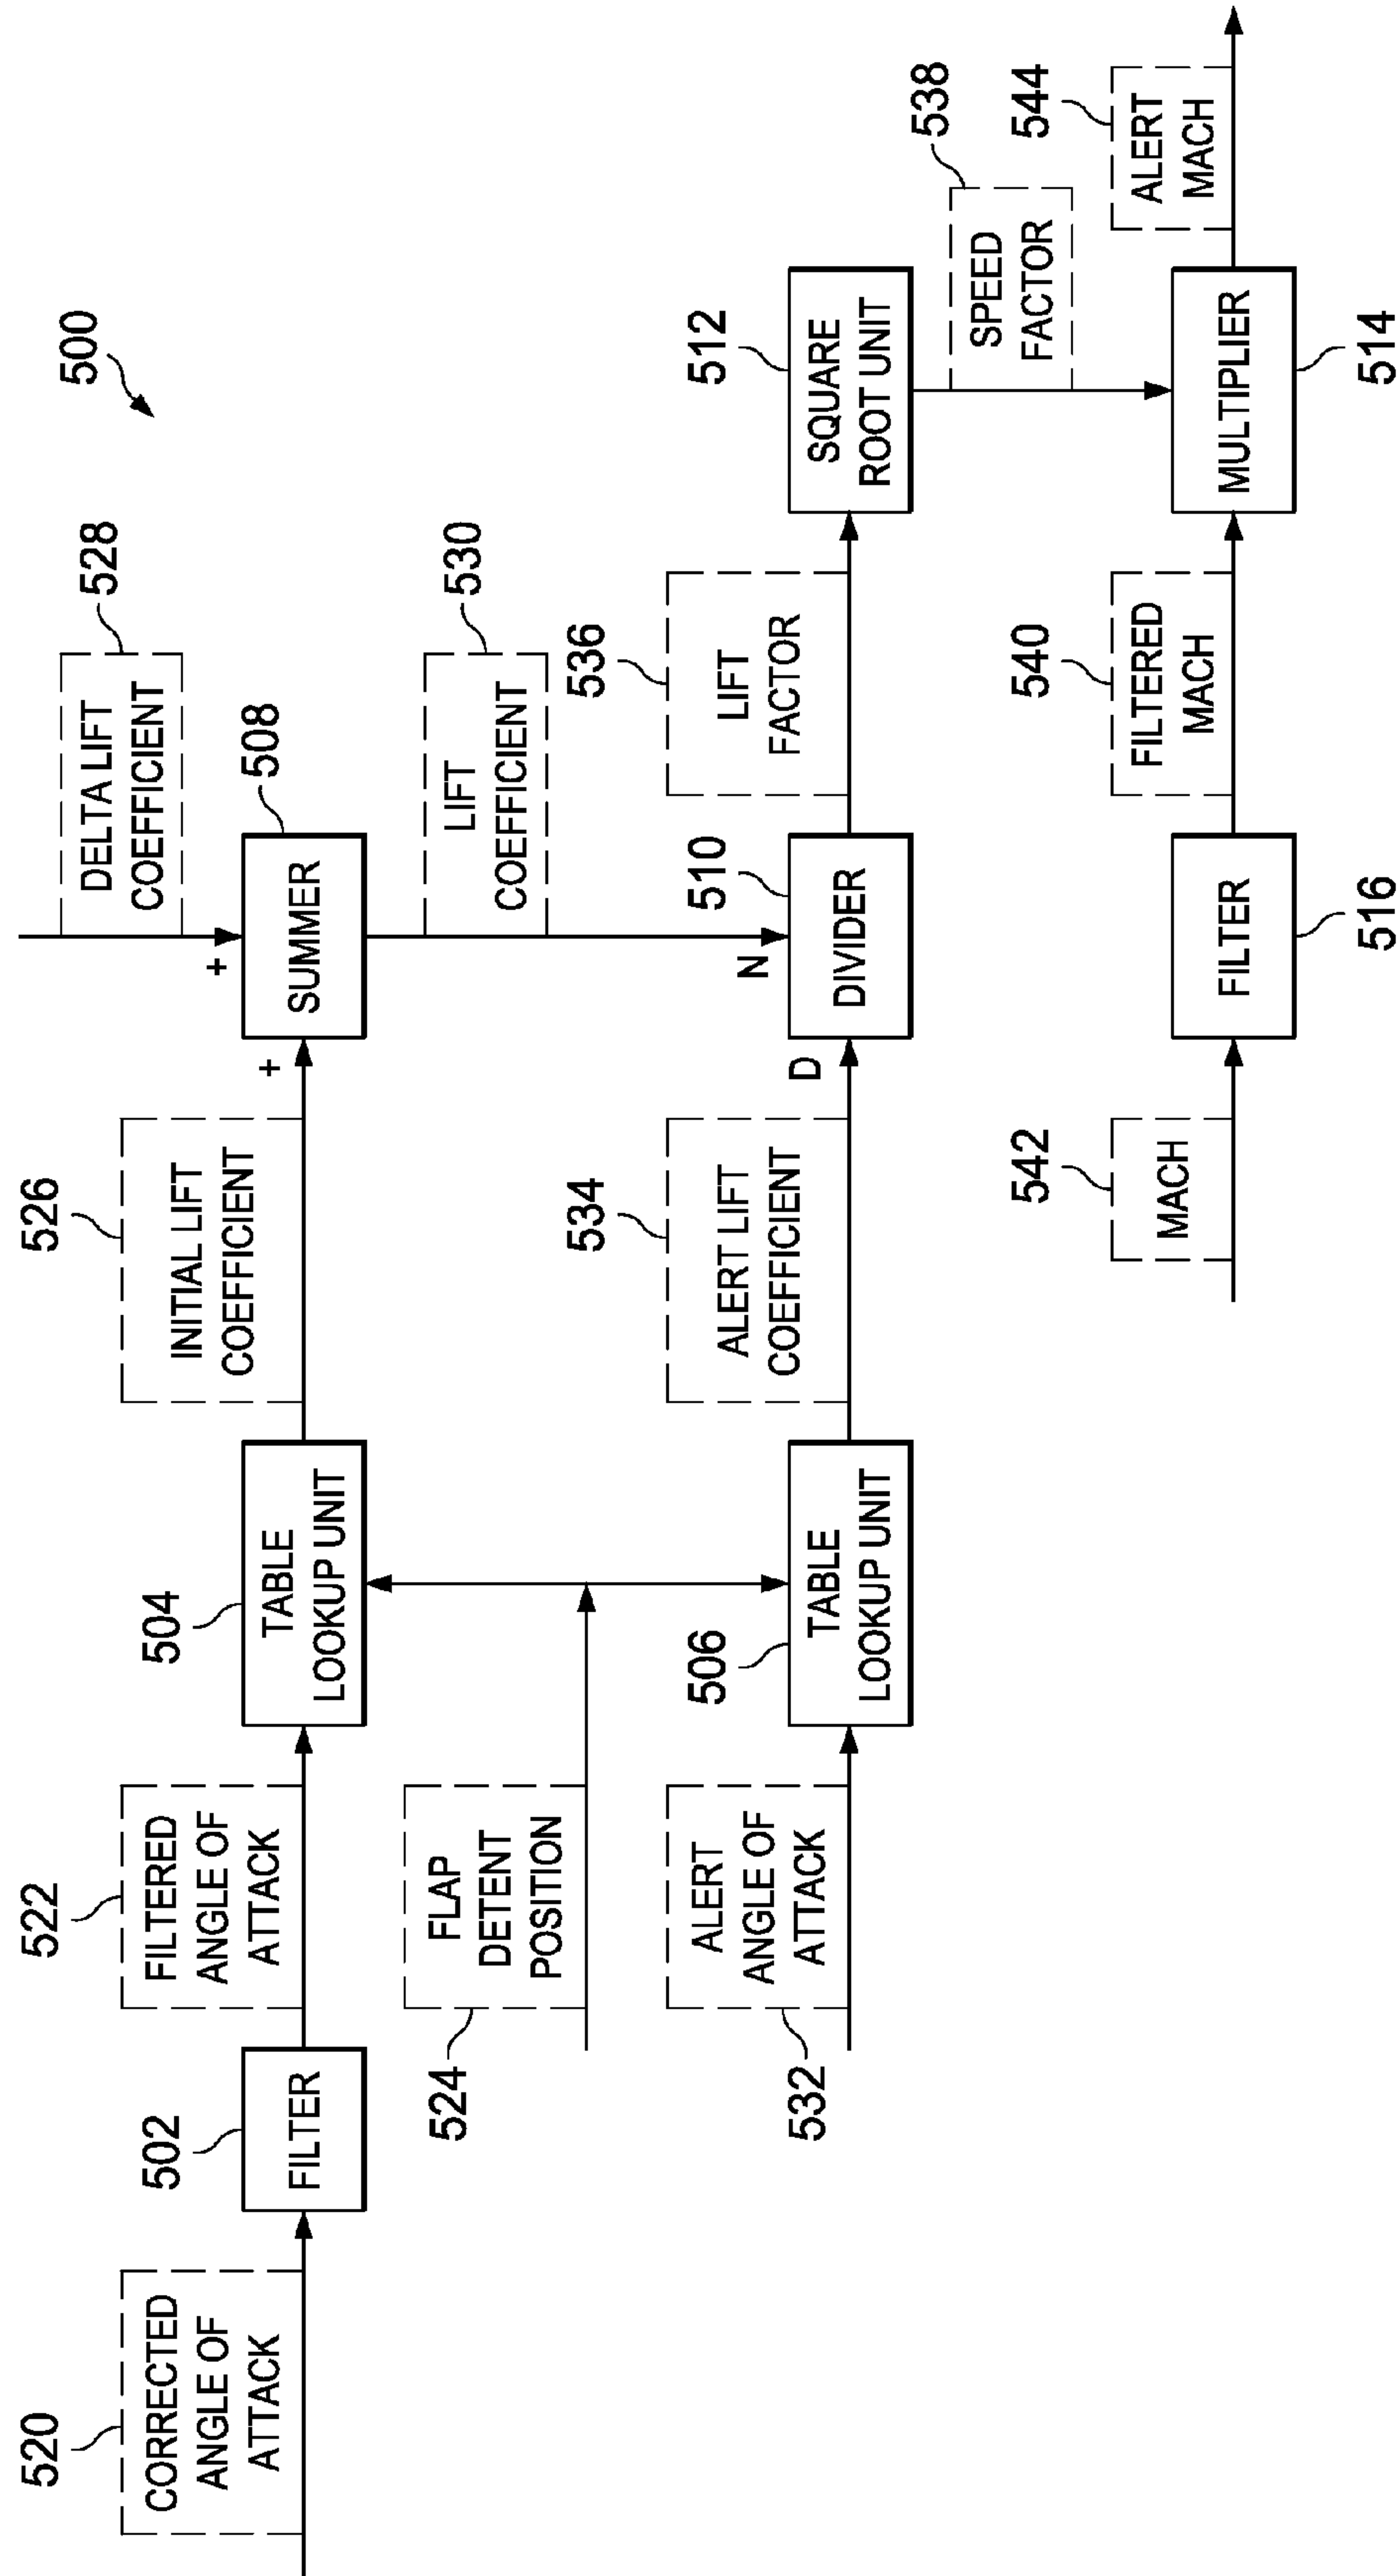 500
520
CORRECTED
ANGLE OF
ATTACK
502
FILTER
522
FILTERED
ANGLE OF
ATTACK
504
TABLE
LOOKUP UNIT
526
INITIAL LIFT
COEFFICIENT
+
+
DELTA LIFT
COEFFICIENT
528
SUMMER
508
LIFT
COEFFICIENT
530
524
FLAP
DETENT
POSITION
532
ALERT
ANGLE OF
ATTACK
506
TABLE
LOOKUP UNIT
534
ALERT LIFT
COEFFICIENT
D
N
510
DIVIDER
536
LIFT
FACTOR
512
SQUARE
ROOT UNIT
538
SPEED
FACTOR
542
MACH
FILTER
516
540
FILTERED
MACH
MULTIPLIER
514
544
ALERT
MACH